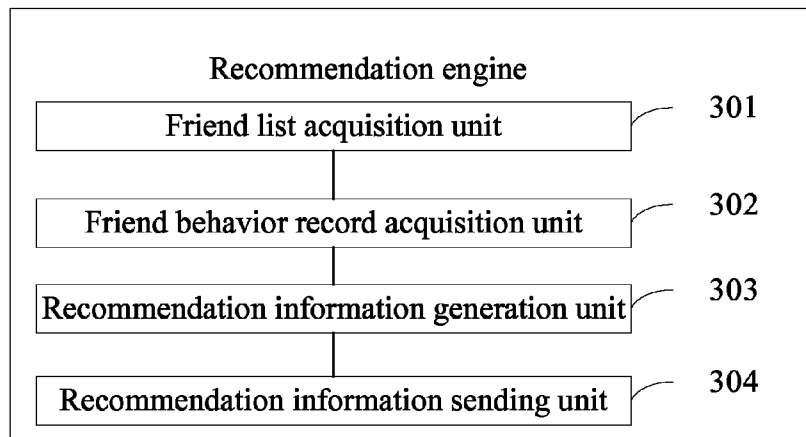 Recommendation engine
Friend list acquisition unit
301
Friend behavior record acquisition unit
302
Recommendation information generation unit
303
Recommendation information sending unit
304